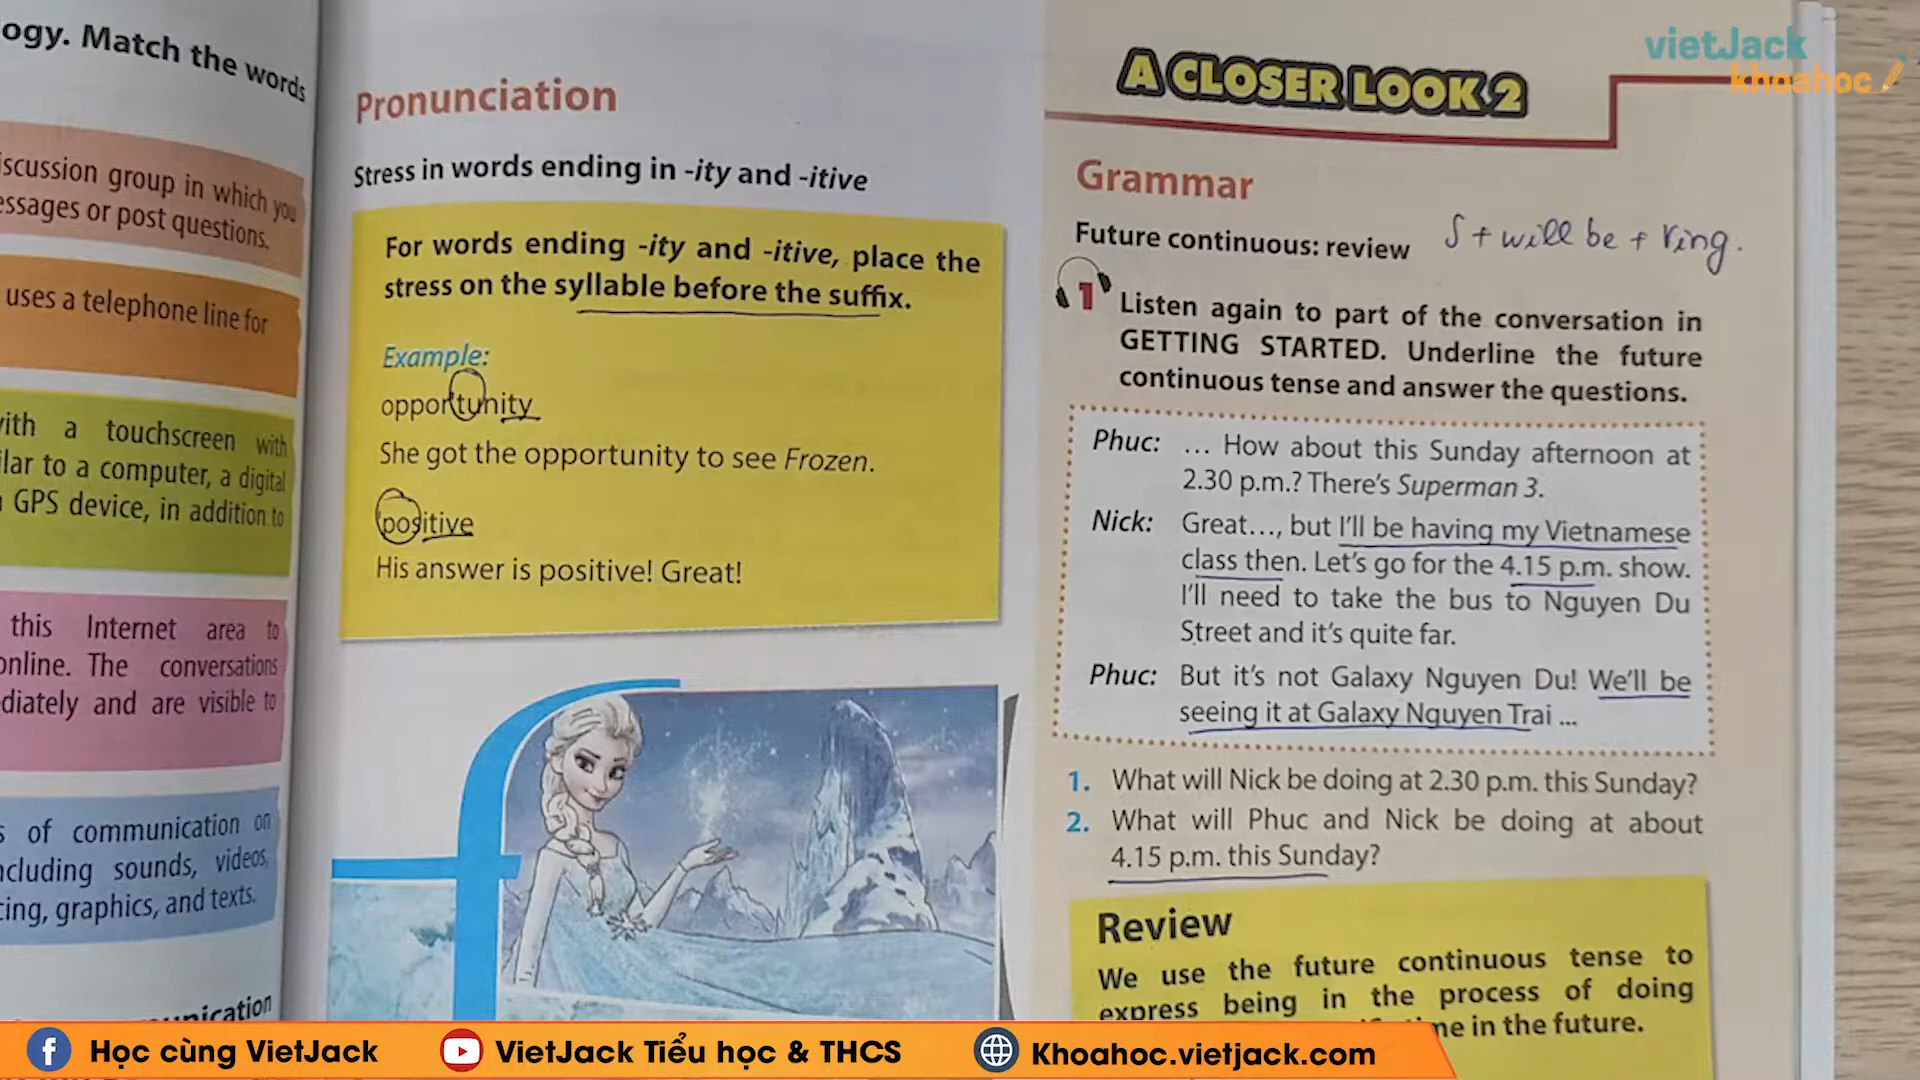 ogy. Match the words
iscussion group in which you
essages or post questions.
uses a telephone line for
with a touchscreen with
ilar to a computer, a digital
GPS device, in addition to
this Internet area to
online. The conversations
diately and are visible to
s of communication on
ncluding sounds, videos,
cing, graphics, and texts.
unication
Pronunciation
Stress in words ending in -ity and -itive
For words ending -ity and -itive, place the
stress on the syllable before the suffix.
Example:
opportunity
She got the opportunity to see Frozen.
positive
His answer is positive! Great!
f
A CLOSER LOOK 2
vietJack
khoahoc
Grammar
Future continuous: review S + will be + Ving.
1 Listen again to part of the conversation in
GETTING STARTED. Underline the future
continuous tense and answer the questions.
Phuc: ... How about this Sunday afternoon at
2.30 p.m.? There's Superman 3.
Nick: Great..., but I'll be having my Vietnamese
class then. Let's go for the 4.15 p.m. show.
I'll need to take the bus to Nguyen Du
Street and it's quite far.
Phuc: But it's not Galaxy Nguyen Du! We'll be
seeing it at Galaxy Nguyen Trai ...
1. What will Nick be doing at 2.30 p.m. this Sunday?
2. What will Phuc and Nick be doing at about
4.15 p.m. this Sunday?
Review
We use the future continuous tense to
express being in the process of doing
me in the future.
Học cùng VietJack
VietJack Tiểu học & THCS
Khoahoc.vietjack.com